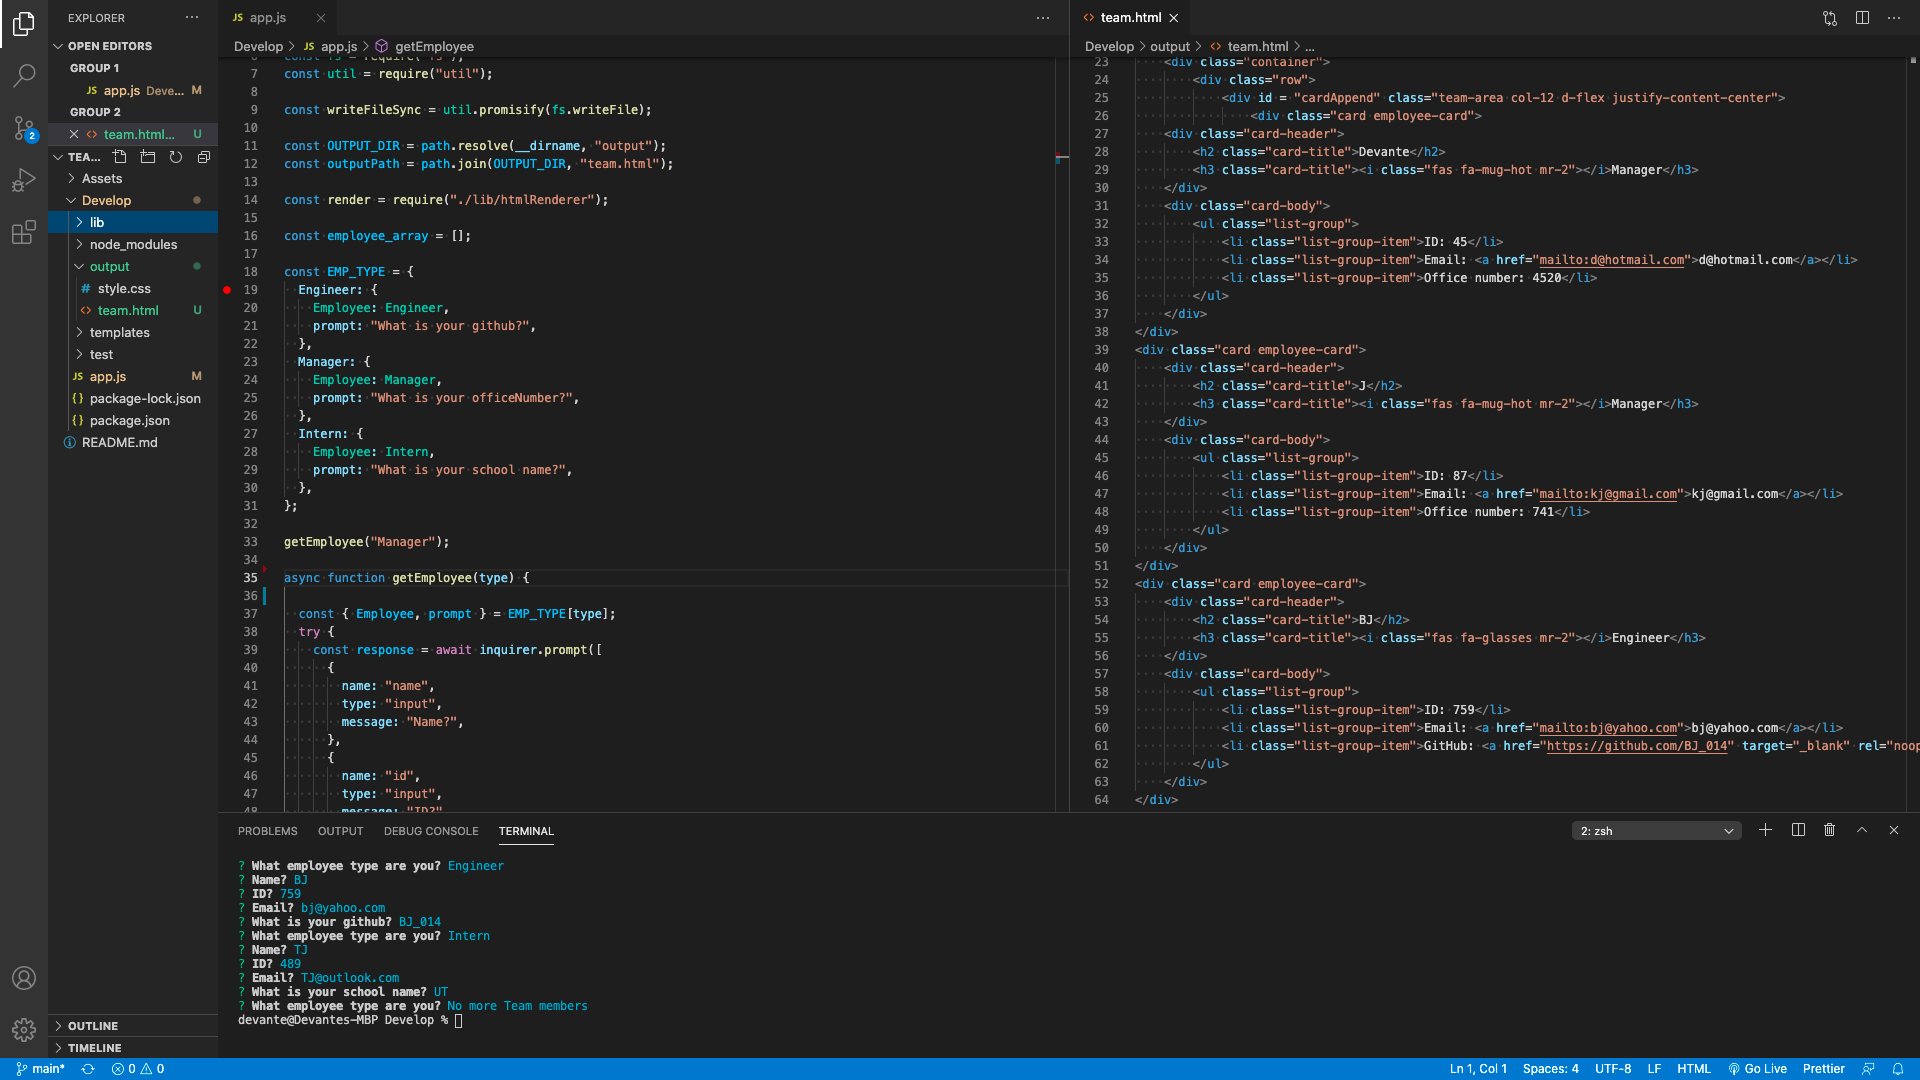 EXPLORER
OPEN EDITORS
GROUP 1
JS app.js Deve... M
GROUP 2
team.html... U
TEA...
Assets
Develop
lib
node_modules
output
# style.css
<> team.html U
templates
test
JS app.js M
{} package-lock.json
{} package.json
README.md
OUTLINE
TIMELINE
2
JS app.js
Develop > JS app.js > getEmployee
7 const util = require("util");
8
9 const writeFileSync = util.promisify(fs.writeFile);
10
11 const OUTPUT_DIR = path.resolve(__dirname, "output");
12 const outputPath = path.join(OUTPUT_DIR, "team.html");
13
14 const render = require("./lib/htmlRenderer");
15
16 const employee_array = [];
17
18 const EMP_TYPE = {
19 Engineer: {
20 Employee: Engineer,
21 prompt: "What is your github?",
22 },
23 Manager: {
24 Employee: Manager,
25 prompt: "What is your officeNumber?",
26 },
27 Intern: {
28 Employee: Intern,
29 prompt: "What is your school name?",
30 },
31 };
32
33 getEmployee("Manager");
34
35 async function getEmployee(type) {
36
37 const { Employee, prompt } = EMP_TYPE[type];
38 try {
39 const response = await inquirer.prompt([
40 {
41 name: "name",
42 type: "input",
43 message: "Name?",
44 },
45 {
46 name: "id",
47 type: "input",
48 message: "ID?"
<> team.html
Develop > output > <> team.html > ...
23 <div class="container">
24 <div class="row">
25 <div id = "cardAppend" class="team-area col-12 d-flex justify-content-center">
26 <div class="card employee-card">
27 <div class="card-header">
28 <h2 class="card-title">Devante</h2>
29 <h3 class="card-title"><i class="fas fa-mug-hot mr-2"></i>Manager</h3>
30 </div>
31 <div class="card-body">
32 <ul class="list-group">
33 <li class="list-group-item">ID: 45</li>
34 <li class="list-group-item">Email: <a href="mailto:d@hotmail.com">d@hotmail.com</a></li>
35 <li class="list-group-item">Office number: 4520</li>
36 </ul>
37 </div>
38 </div>
39 <div class="card employee-card">
40 <div class="card-header">
41 <h2 class="card-title">J</h2>
42 <h3 class="card-title"><i class="fas fa-mug-hot mr-2"></i>Manager</h3>
43 </div>
44 <div class="card-body">
45 <ul class="list-group">
46 <li class="list-group-item">ID: 87</li>
47 <li class="list-group-item">Email: <a href="mailto:kj@gmail.com">kj@gmail.com</a></li>
48 <li class="list-group-item">Office number: 741</li>
49 </ul>
50 </div>
51 </div>
52 <div class="card employee-card">
53 <div class="card-header">
54 <h2 class="card-title">BJ</h2>
55 <h3 class="card-title"><i class="fas fa-glasses mr-2"></i>Engineer</h3>
56 </div>
57 <div class="card-body">
58 <ul class="list-group">
59 <li class="list-group-item">ID: 759</li>
60 <li class="list-group-item">Email: <a href="mailto:bj@yahoo.com">bj@yahoo.com</a></li>
61 <li class="list-group-item">GitHub: <a href="https://github.com/BJ_014" target="_blank" rel="noop
62 </ul>
63 </div>
64 </div>
PROBLEMS OUTPUT DEBUG CONSOLE TERMINAL 2: zsh
? What employee type are you? Engineer
? Name? BJ
? ID? 759
? Email? bj@yahoo.com
? What is your github? BJ_014
? What employee type are you? Intern
? Name? TJ
? ID? 489
? Email? TJ@outlook.com
? What is your school name? UT
? What employee type are you? No more Team members
devante@Devantes-MBP Develop %
main* 0 0 Ln 1, Col 1 Spaces: 4 UTF-8 LF HTML Go Live Prettier